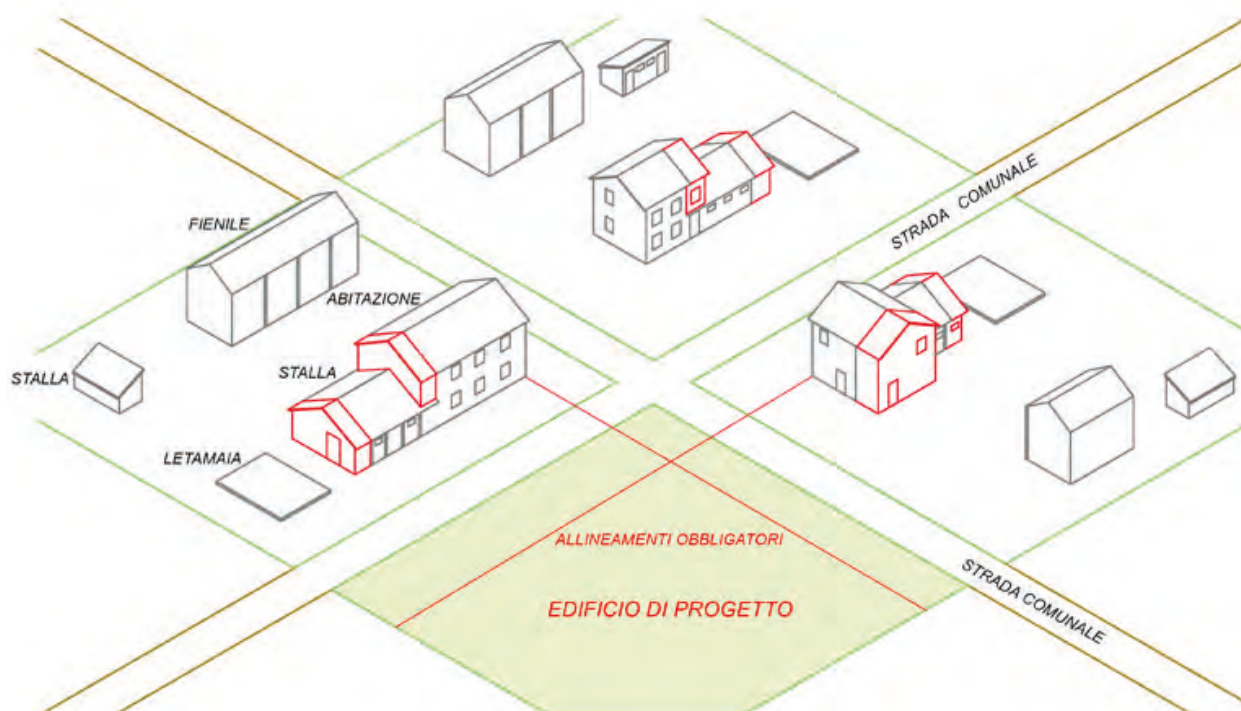 STRADA COMUNALE
FIENILE
ABITAZIONE
STALLA
STALLA
LETAMAIA
ALLINEAMENTI OBBLIGATORI
EDIFICIO DI PROGETTO
STRADA COMUNALE